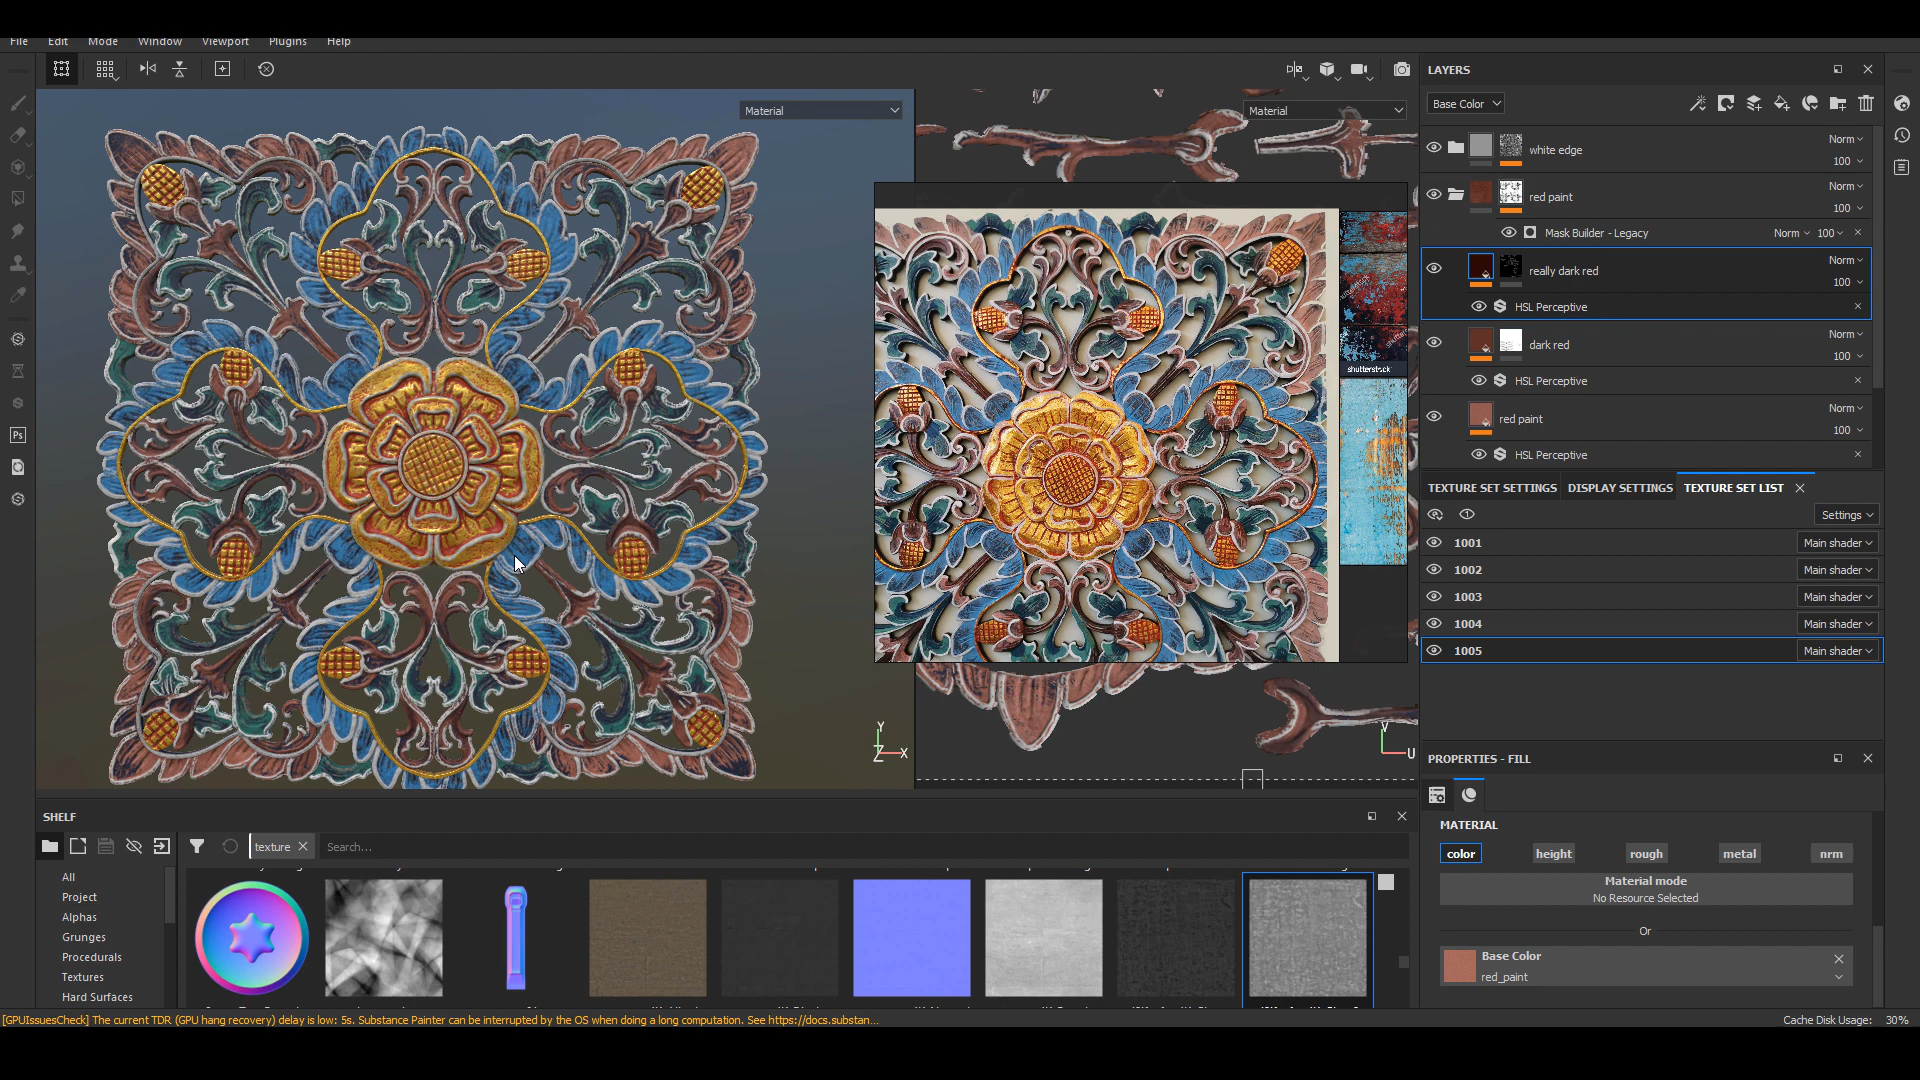 File Edit Mode Window Viewport Plugins Help
Material
Material
shutterstock
Y
Z X
V
U
LAYERS
Base Color
white edge
Norm
100
red paint
Norm
100
Mask Builder - Legacy
Norm 100
really dark red
Norm
100
HSL Perceptive
dark red
Norm
100
HSL Perceptive
red paint
Norm
100
HSL Perceptive
TEXTURE SET SETTINGS DISPLAY SETTINGS TEXTURE SET LIST
Settings
1001 Main shader
1002 Main shader
1003 Main shader
1004 Main shader
1005 Main shader
PROPERTIES - FILL
MATERIAL
color height rough metal nrm
Material mode
No Resource Selected
Or
Base Color
red_paint
SHELF
texture Search...
All
Project
Alphas
Grunges
Procedurals
Textures
Hard Surfaces
Ps
[GPUIssuesCheck] The current TDR (GPU hang recovery) delay is low: 5s. Substance Painter can be interrupted by the OS when doing a long computation. See https://docs.substan...
Cache Disk Usage: 30%